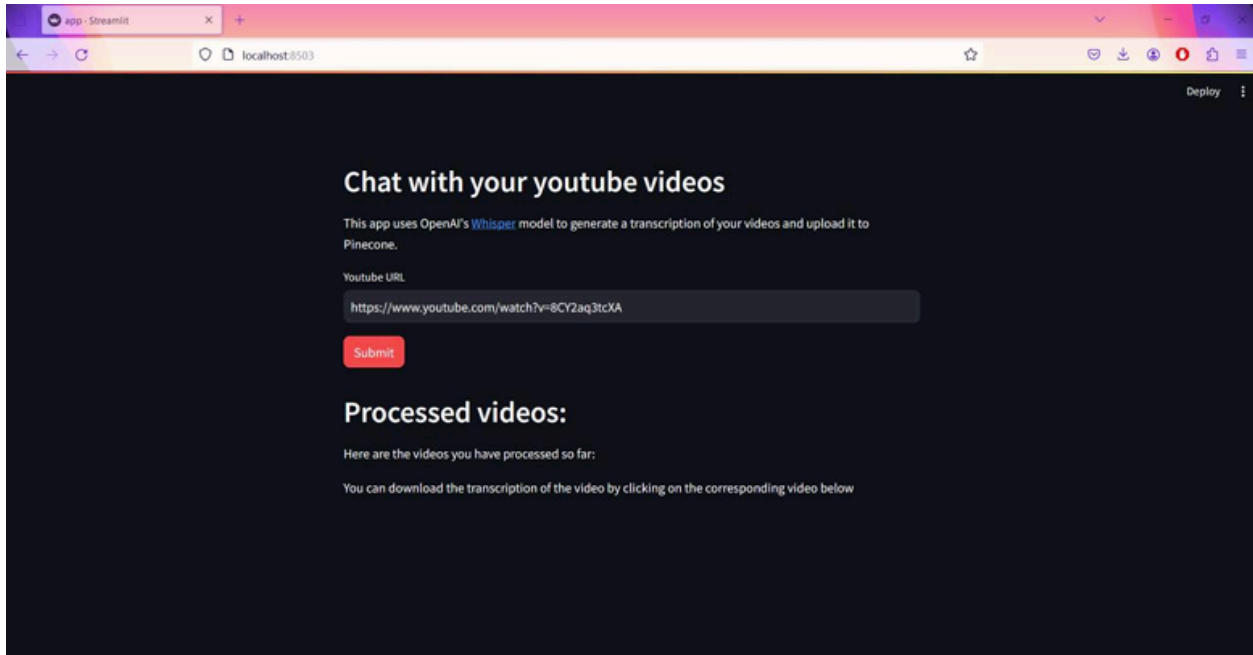 app · Streamlit
localhost:8503
Deploy
Chat with your youtube videos
This app uses OpenAI's Whisper model to generate a transcription of your videos and upload it to
Pinecone.
Youtube URL
https://www.youtube.com/watch?v=8CY2aq3tcXA
Submit
Processed videos:
Here are the videos you have processed so far:
You can download the transcription of the video by clicking on the corresponding video below